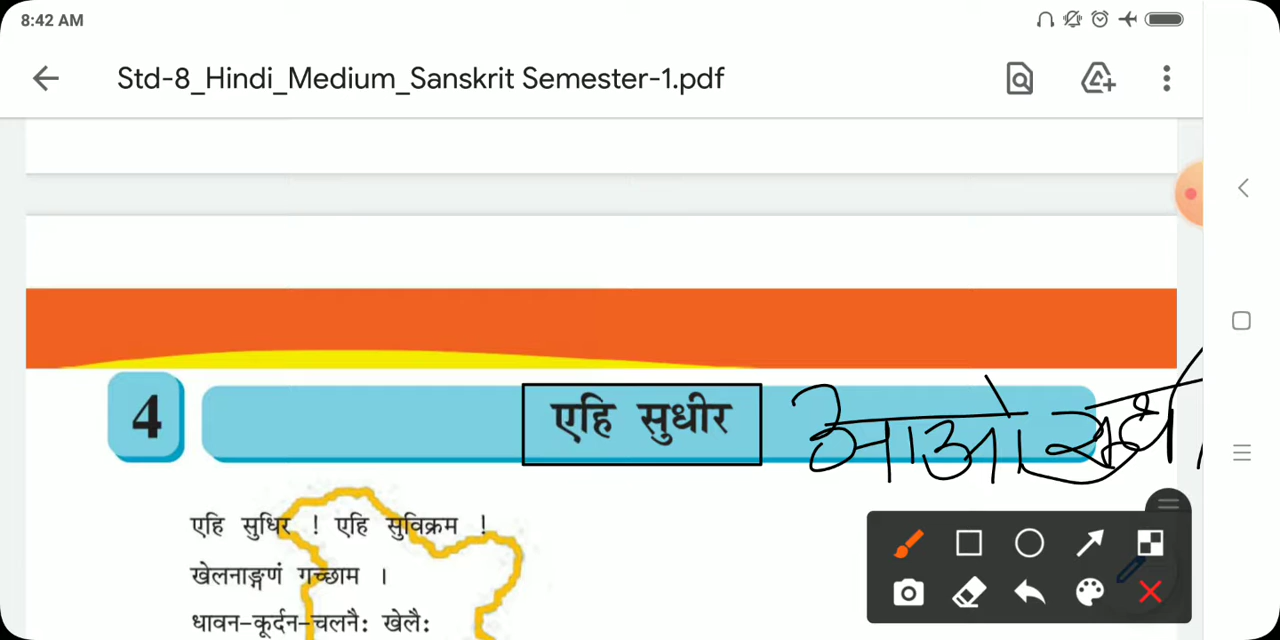 8:42 AM
Std-8_Hindi_Medium_Sanskrit Semester-1.pdf
4
एहि सुधीर
आओ
एहि सुधिर ! एहि सुविक्रम !
खेलनाङ्गणं गच्छाम ।
धावन-कूर्दन-चलनैः खेलैः